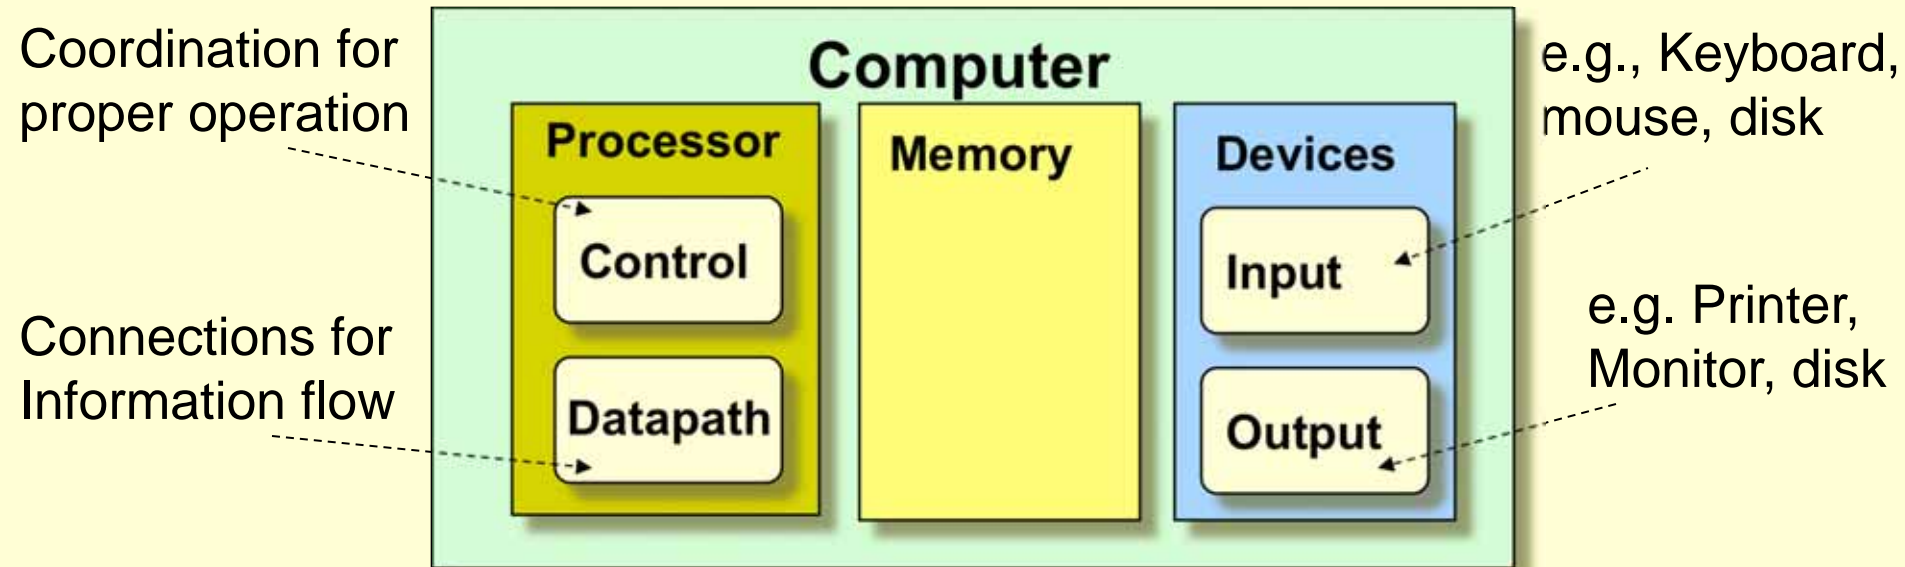 Coordination for
proper operation
Connections for
Information flow
Computer
Processor
Control
Datapath
Memory
Devices
Input
Output
e.g., Keyboard,
mouse, disk
e.g. Printer,
Monitor, disk